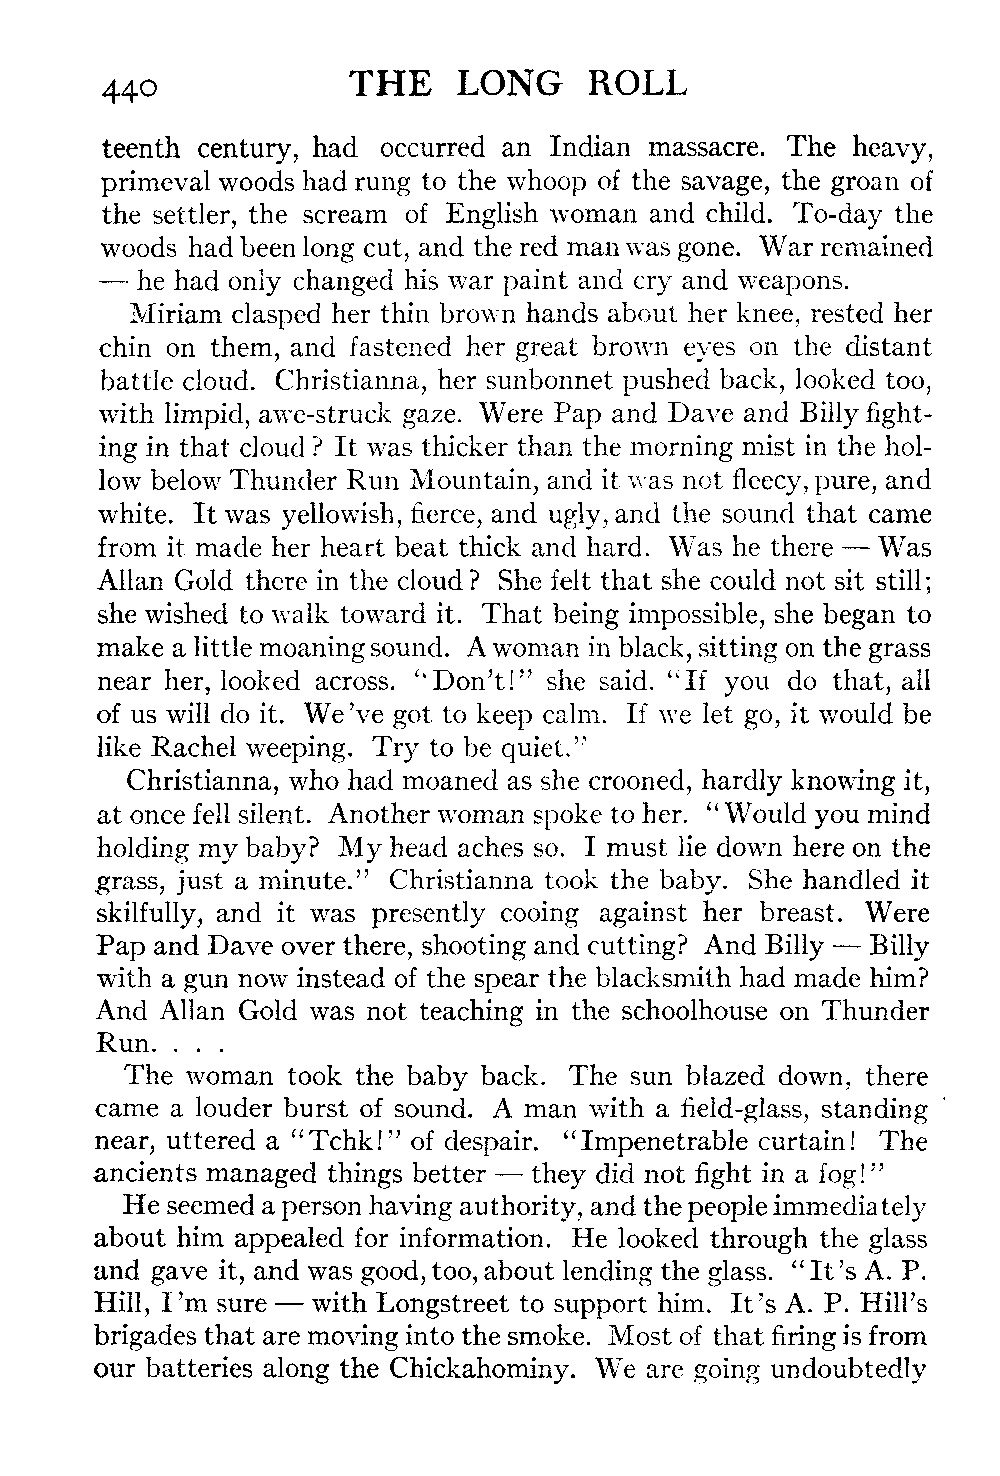 440 THE LONG ROLL
teenth century, had occurred an Indian massacre. The heavy,
primeval woods had rung to the whoop of the savage, the groan of
the settler, the scream of English woman and child. To-day the
woods had been long cut, and the red man was gone. War remained
— he had only changed his war paint and cry and weapons.
Miriam clasped her thin brown hands about her knee, rested her
chin on them, and fastened her great brown eyes on the distant
battle cloud. Christianna, her sunbonnet pushed back, looked too,
with limpid, awe-struck gaze. Were Pap and Dave and Billy fight-
ing in that cloud? It was thicker than the morning mist in the hol-
low below Thunder Run Mountain, and it was not fleecy, pure, and
white. It was yellowish, fierce, and ugly, and the sound that came
from it made her heart beat thick and hard. Was he there — Was
Allan Gold there in the cloud? She felt that she could not sit still;
she wished to walk toward it. That being impossible, she began to
make a little moaning sound. A woman in black, sitting on the grass
near her, looked across. "Don't!" she said. "If you do that, all
of us will do it. We've got to keep calm. If we let go, it would be
like Rachel weeping. Try to be quiet."
Christianna, who had moaned as she crooned, hardly knowing it,
at once fell silent. Another woman spoke to her. "Would you mind
holding my baby? My head aches so. I must lie down here on the
grass, just a minute." Christianna took the baby. She handled it
skilfully, and it was presently cooing against her breast. Were
Pap and Dave over there, shooting and cutting? And Billy — Billy
with a gun now instead of the spear the blacksmith had made him?
And Allan Gold was not teaching in the schoolhouse on Thunder
Run. . . .
The woman took the baby back. The sun blazed down, there
came a louder burst of sound. A man with a field-glass, standing
near, uttered a "Tchk!" of despair. "Impenetrable curtain! The
ancients managed things better — they did not fight in a fog!"
He seemed a person having authority, and the people immediately
about him appealed for information. He looked through the glass
and gave it, and was good, too, about lending the glass. "It's A. P.
Hill, I'm sure — with Longstreet to support him. It's A. P. Hill's
brigades that are moving into the smoke. Most of that firing is from
our batteries along the Chickahominy. We are going undoubtedly